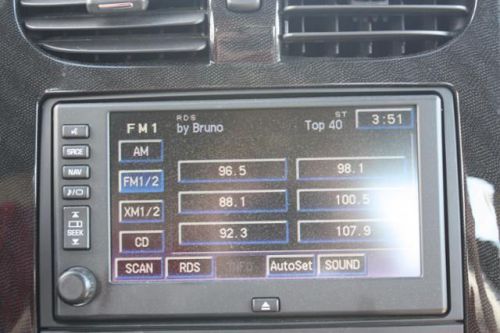 RDS
ST
FM1
by Bruno
Top 40
3:51
AM
96.5
98.1
SRCE
FM1/2
NAV
88.1
100.5
XM1/2
92.3
107.9
SEEK
CD
SCAN
RDS
INFO
AutoSet
SOUND